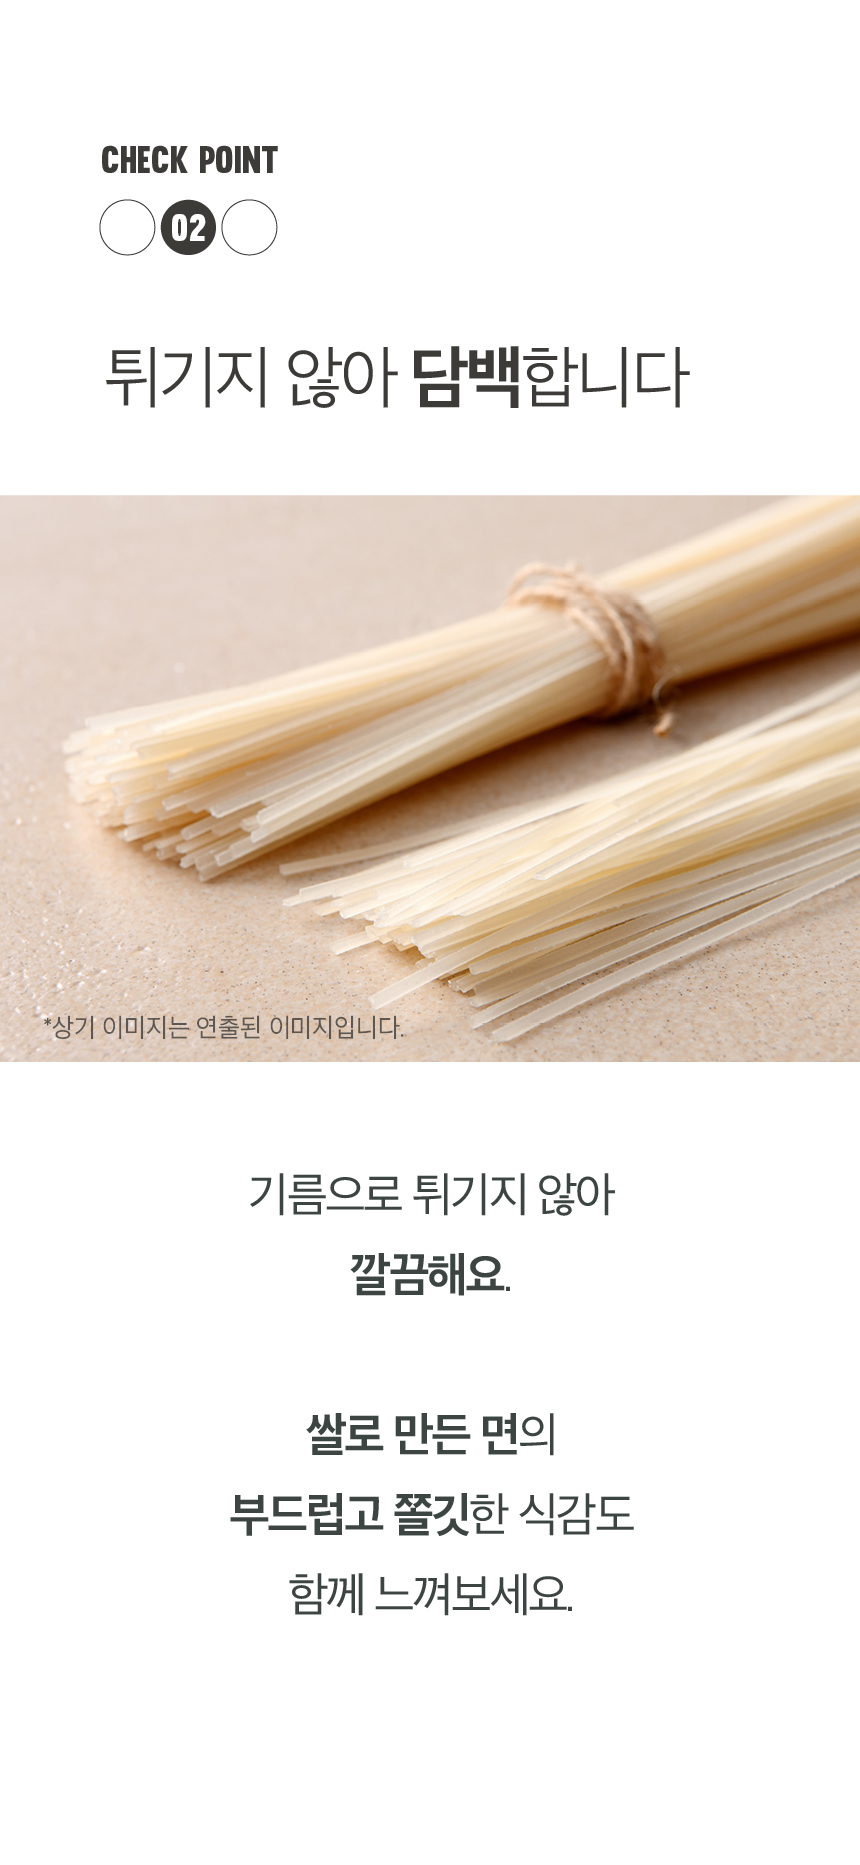 CHECK POINT
02
튀기지 않아 담백합니다
*상기 이미지는 연출된 이미지입니다.
기름으로 튀기지 않아
깔끔해요.
쌀로 만든 면의
부드럽고 쫄깃한 식감도
함께 느껴보세요.